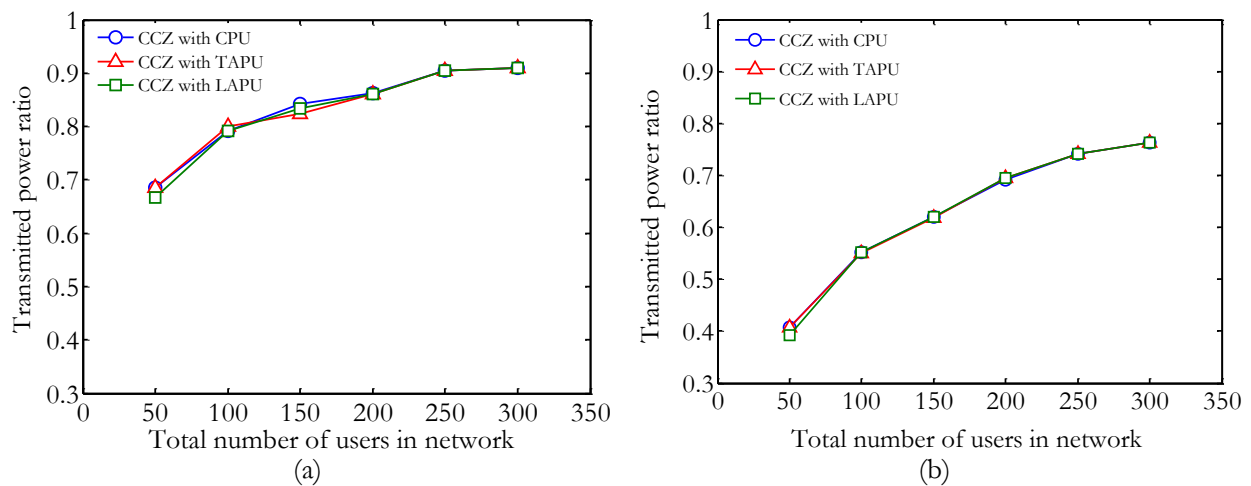 1
0.9
0.8
0.7
0.6
0.5
0.4
0.3
Transmitted power ratio
CCZ with CPU
CCZ with TAPU
CCZ with LAPU
0 50 100 150 200 250 300 350
Total number of users in network
(a)
1
0.9
0.8
0.7
0.6
0.5
0.4
0.3
Transmitted power ratio
CCZ with CPU
CCZ with TAPU
CCZ with LAPU
0 50 100 150 200 250 300 350
Total number of users in network
(b)